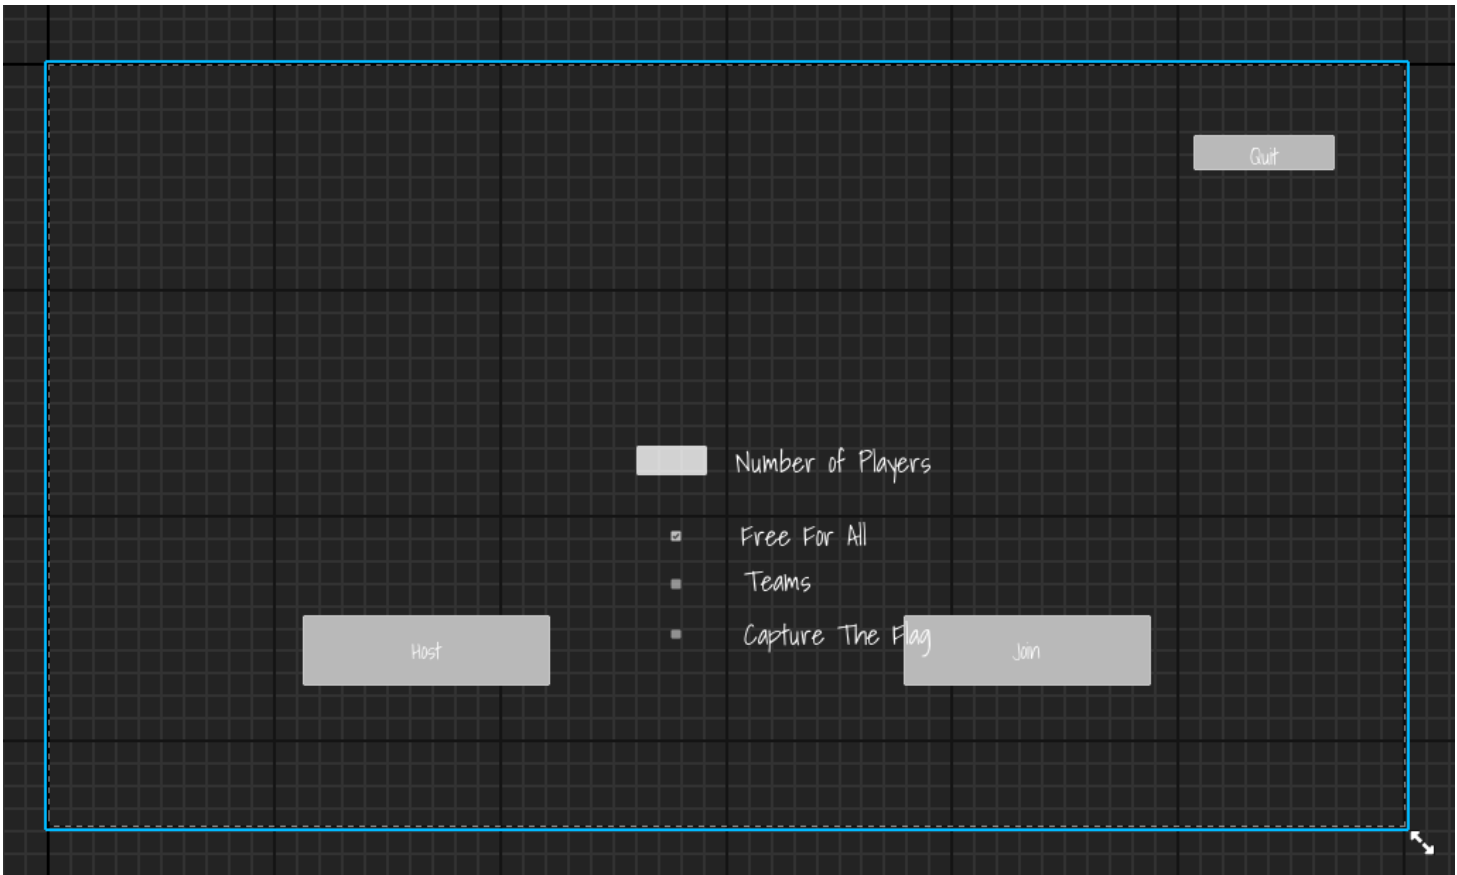 Quit
Number of Players
Free For All
Teams
Capture The Flag
Host
Join